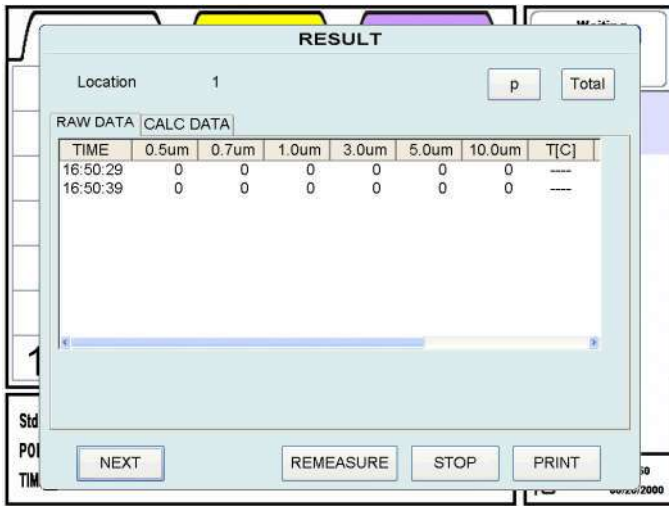 RESULT
Location 1 p Total
RAW DATA CALC DATA
TIME 0.5um 0.7um 1.0um 3.0um 5.0um 10.0um T[C]
16:50:29 0 0 0 0 0 0 ----
16:50:39 0 0 0 0 0 0 ----
1
Std
NEXT REMEASURE STOP PRINT